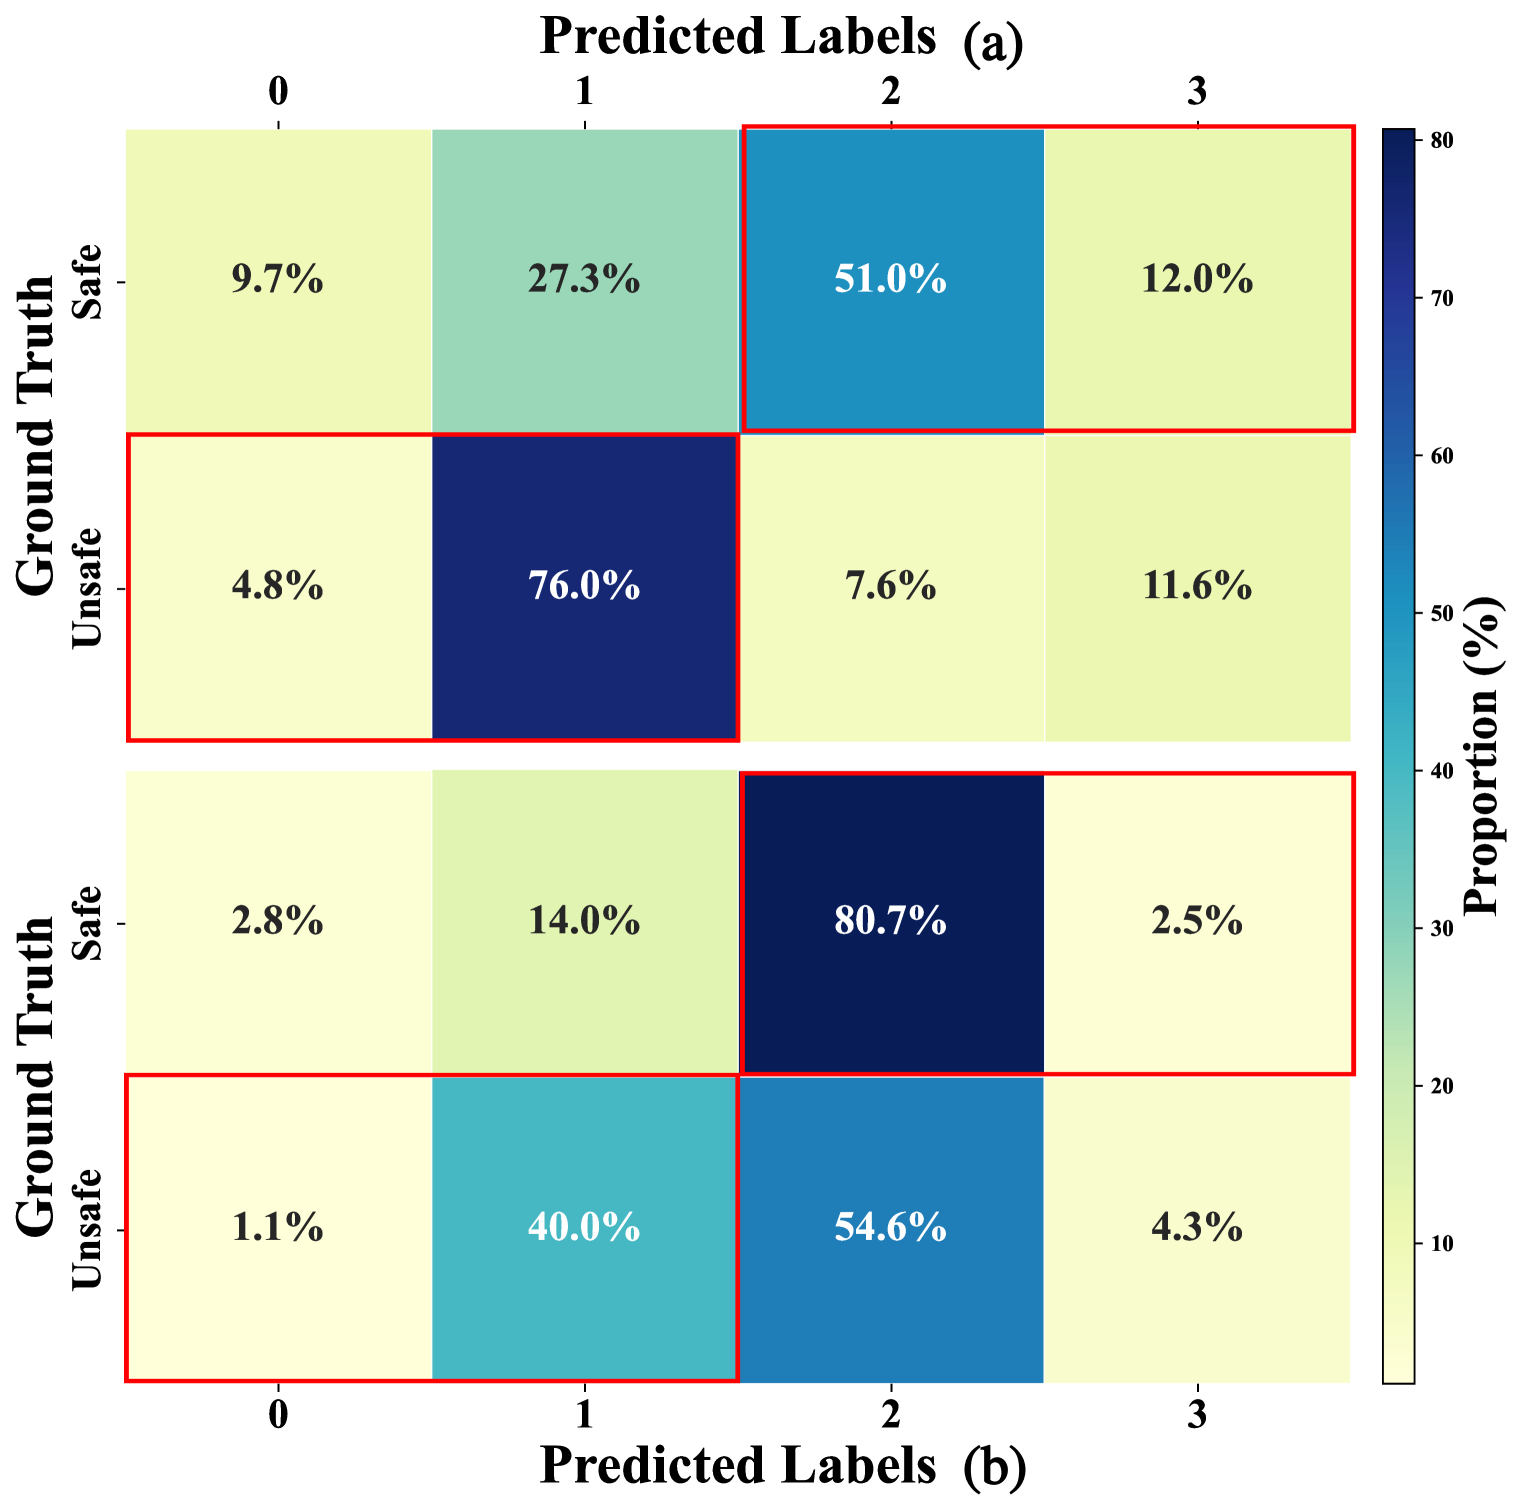 Predicted Labels (a)
0 1 2 3
Ground Truth
Safe
9.7% 27.3% 51.0% 12.0%
Unsafe
4.8% 76.0% 7.6% 11.6%
Ground Truth
Safe
2.8% 14.0% 80.7% 2.5%
Unsafe
1.1% 40.0% 54.6% 4.3%
0 1 2 3
Predicted Labels (b)
80
70
60
50
40
30
20
10
Proportion (%)